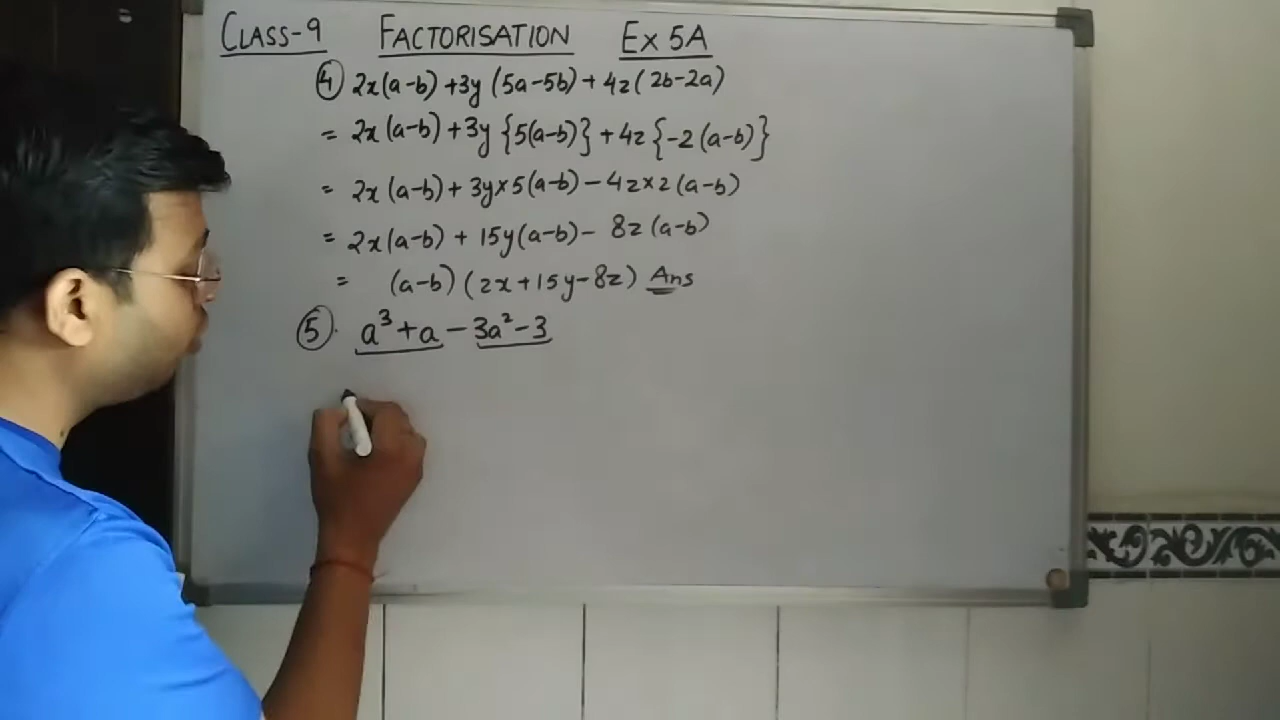 CLASS-9 FACTORISATION EX 5A
④ 2x(a-b)+3y(5a-5b)+4z(2b-2a)
= 2x(a-b)+3y{5(a-b)}+4z{-2(a-b)}
= 2x(a-b)+3y×5(a-b)-4z×2(a-b)
= 2x(a-b)+15y(a-b)-8z(a-b)
= (a-b)(2x+15y-8z) Ans
⑤. a³+a-3a²-3